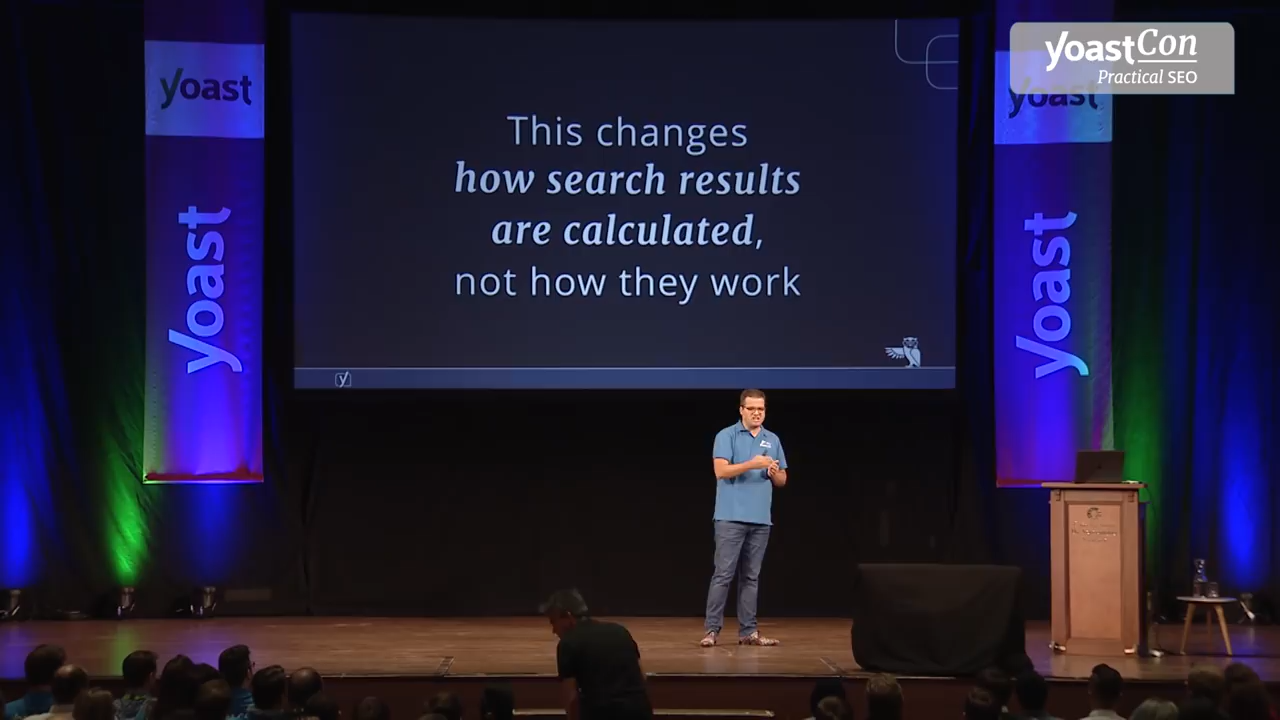 yoastCon
Practical SEO
yoast
yoast
yoast
yoast
This changes
how search results
are calculated,
not how they work
y